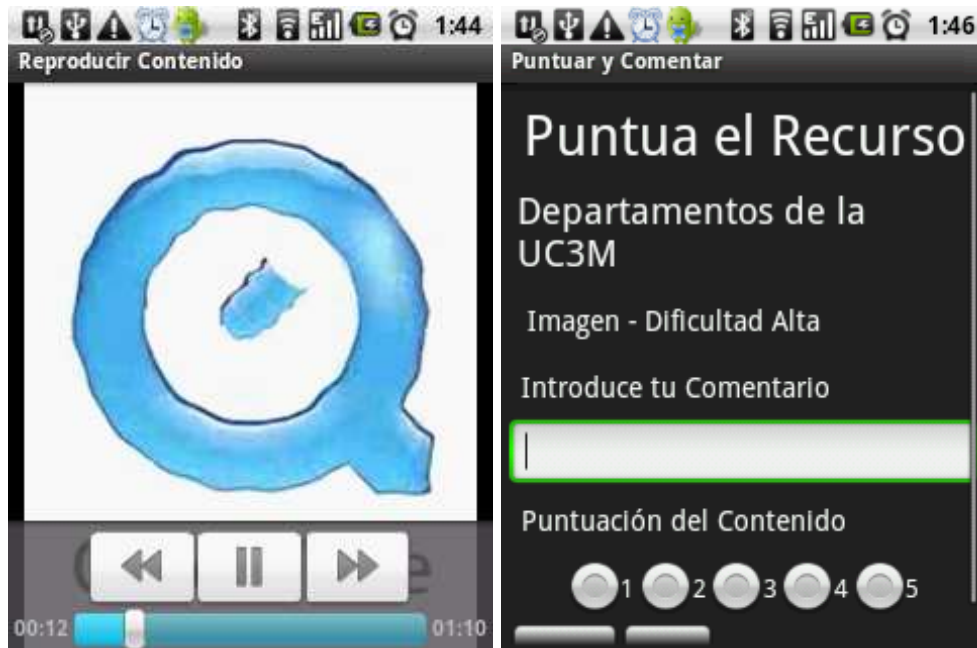 1:44
Reproducir Contenido
00:12
01:10
1:46
Puntuar y Comentar
Puntua el Recurso
Departamentos de la
UC3M
Imagen - Dificultad Alta
Introduce tu Comentario
Puntuación del Contenido
1 2 3 4 5